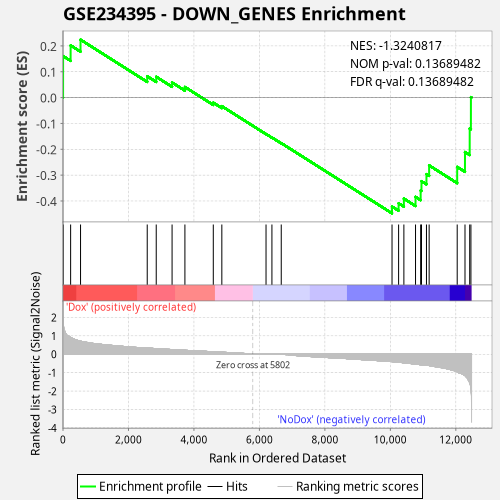 GSE234395 - DOWN_GENES Enrichment
Enrichment score (ES)
0.2
0.1
0.0
-0.1
-0.2
-0.3
-0.4
NES: -1.3240817
NOM p-val: 0.13689482
FDR q-val: 0.13689482
'Dox' (positively correlated)
Ranked list metric (Signal2Noise)
2
1
0
-1
-2
-3
-4
Zero cross at 5802
'NoDox' (negatively correlated)
0
2,000
4,000
6,000
8,000
10,000
12,000
Rank in Ordered Dataset
Enrichment profile
Hits
Ranking metric scores